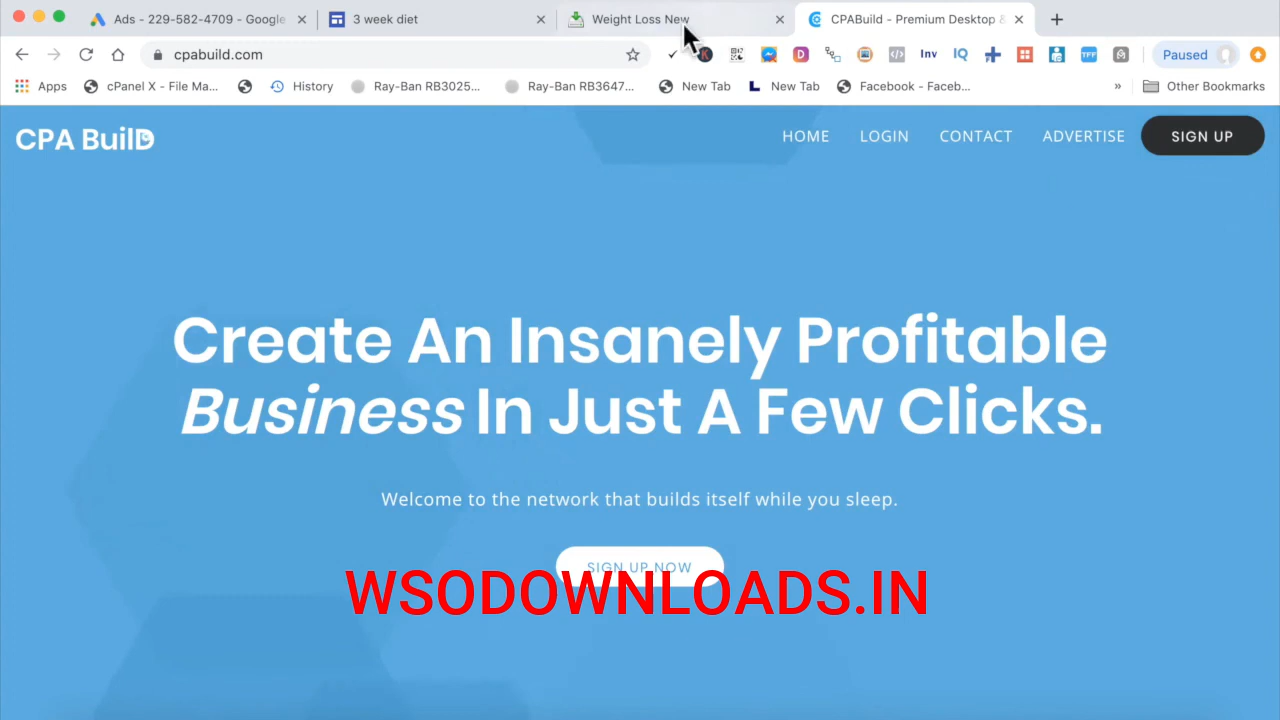 Ads - 229-582-4709 - Google
3 week diet
Weight Loss New
CPABuild - Premium Desktop &
cpabuild.com
Inv
IQ
TFF
Paused
Apps
cPanel X - File Ma...
History
Ray-Ban RB3025...
Ray-Ban RB3647...
New Tab
New Tab
Facebook - Faceb...
»
Other Bookmarks
CPA BuilD
HOME
LOGIN
CONTACT
ADVERTISE
SIGN UP
Create An Insanely Profitable
Business In Just A Few Clicks.
Welcome to the network that builds itself while you sleep.
SIGN UP NOW
WSODOWNLOADS.IN